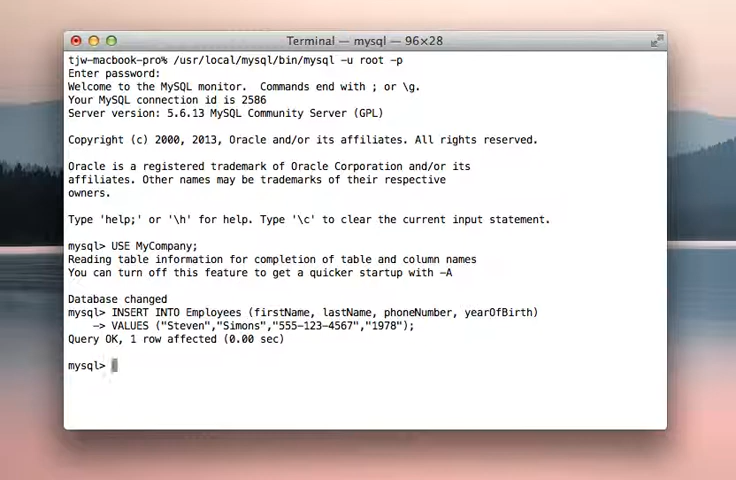 Terminal — mysql — 96×28
tjw-macbook-pro% /usr/local/mysql/bin/mysql -u root -p
Enter password:
Welcome to the MySQL monitor.  Commands end with ; or \g.
Your MySQL connection id is 2586
Server version: 5.6.13 MySQL Community Server (GPL)
Copyright (c) 2000, 2013, Oracle and/or its affiliates. All rights reserved.
Oracle is a registered trademark of Oracle Corporation and/or its
affiliates. Other names may be trademarks of their respective
owners.
Type 'help;' or '\h' for help. Type '\c' to clear the current input statement.
mysql> USE MyCompany;
Reading table information for completion of table and column names
You can turn off this feature to get a quicker startup with -A
Database changed
mysql> INSERT INTO Employees (firstName, lastName, phoneNumber, yearOfBirth)
    -> VALUES ("Steven","Simons","555-123-4567","1978");
Query OK, 1 row affected (0.00 sec)
mysql>